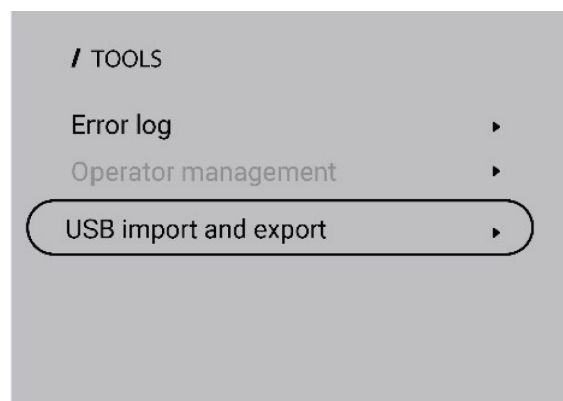 / TOOLS
Error log
Operator management
USB import and export